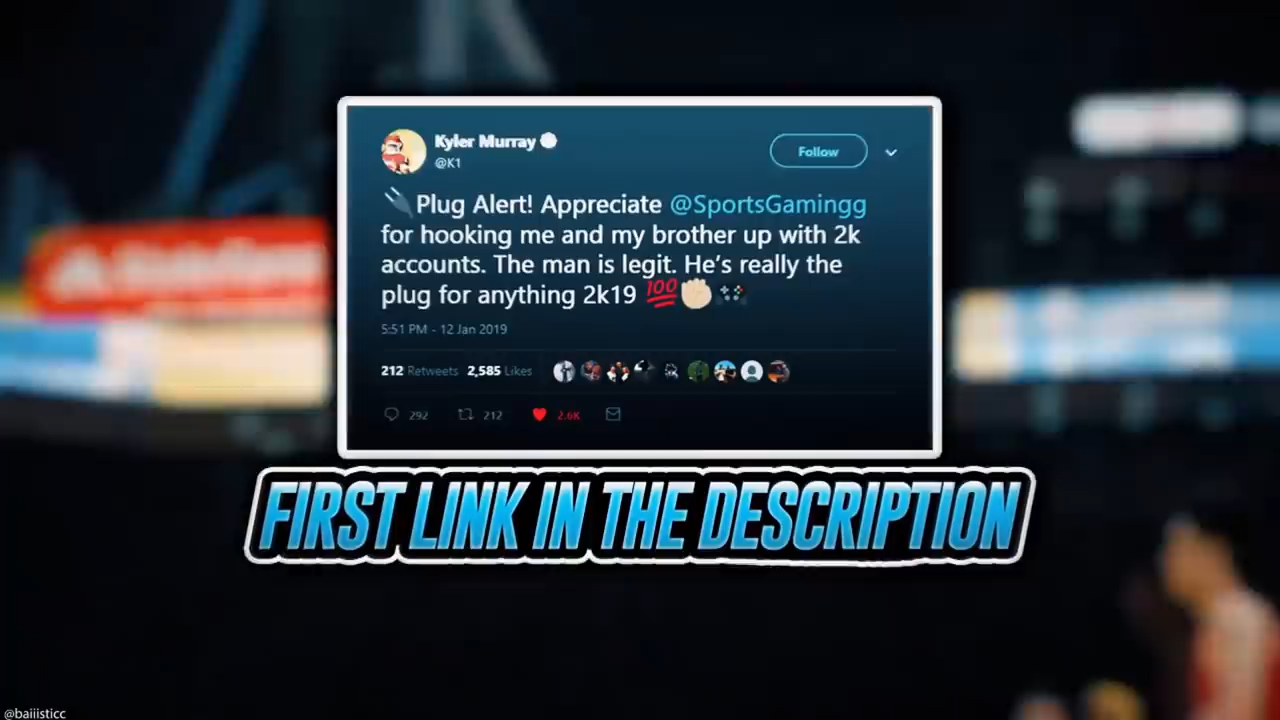 Kyler Murray
@K1
Follow
Plug Alert! Appreciate @SportsGamingg
for hooking me and my brother up with 2k
accounts. The man is legit. He's really the
plug for anything 2k19 💯✊🏼🎮
5:51 PM - 12 Jan 2019
212 Retweets 2,585 Likes
292 212 2.6K
FIRST LINK IN THE DESCRIPTION
@baiiisticc